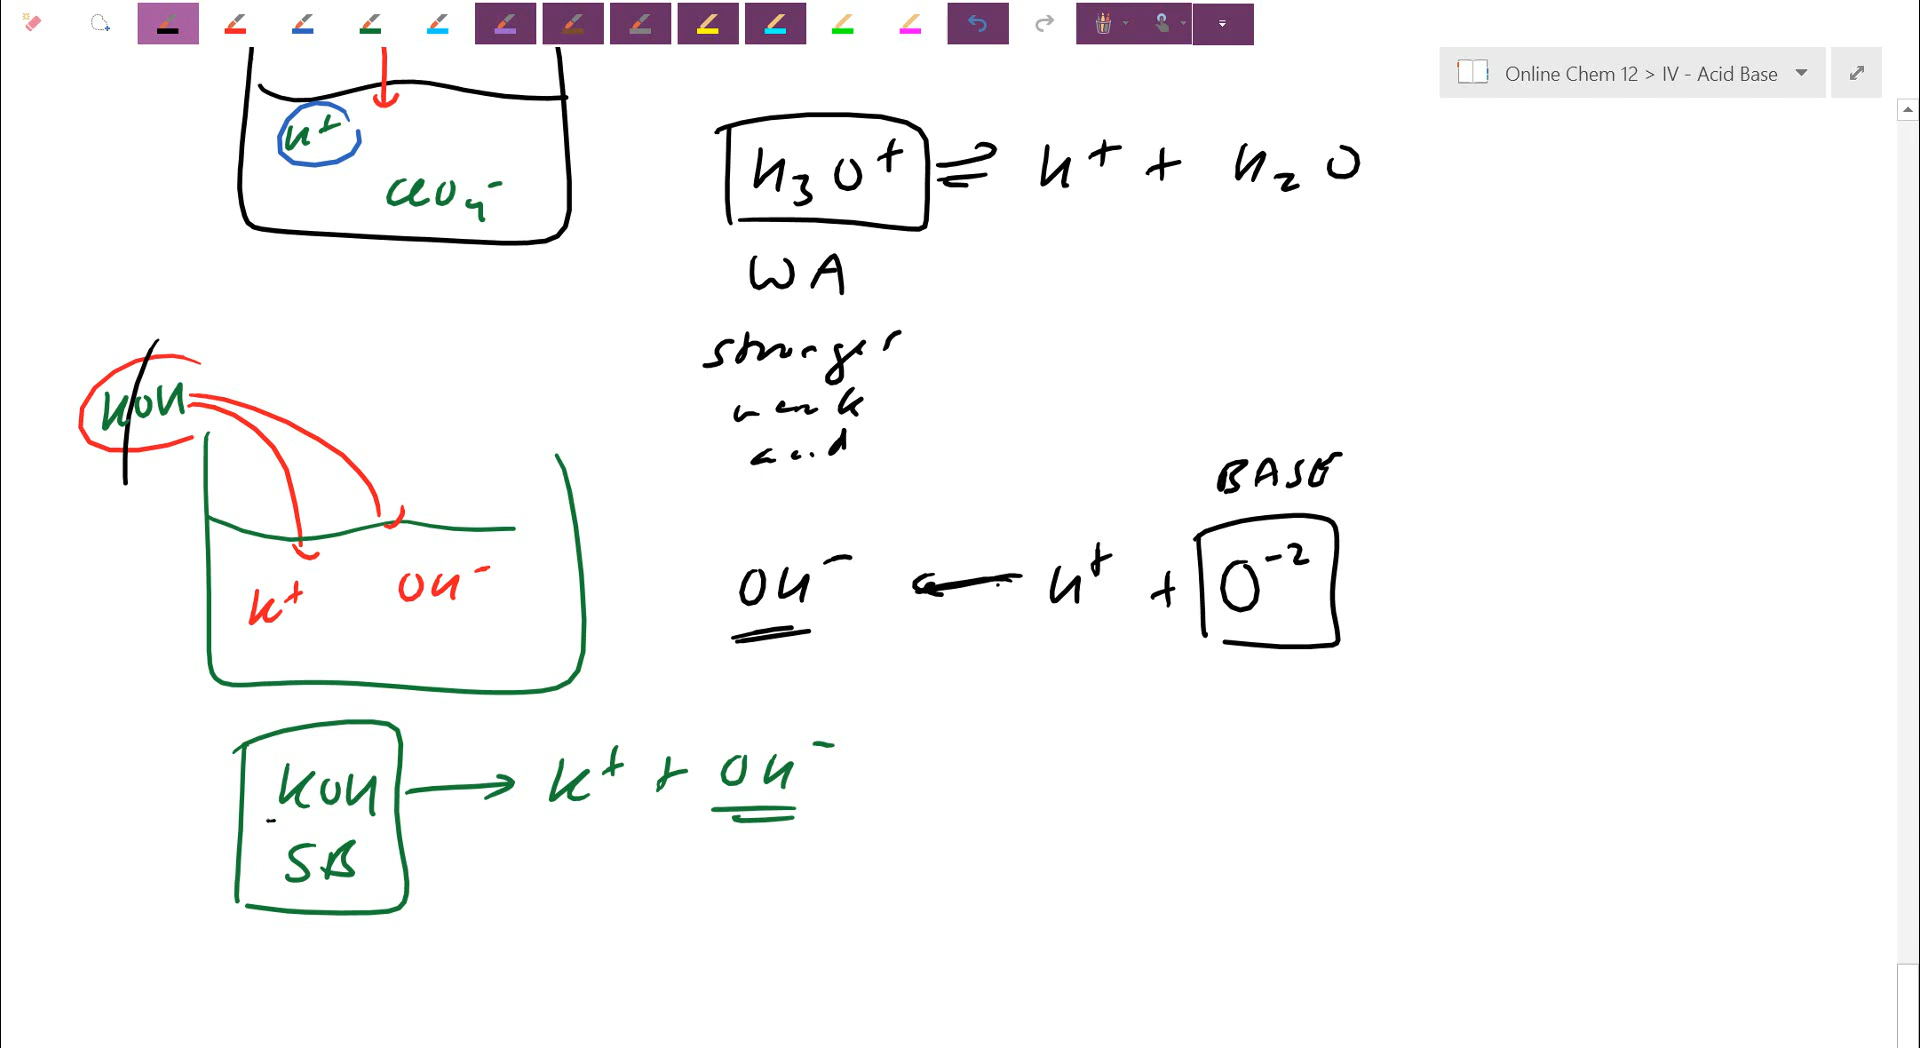 Online Chem 12 > IV - Acid Base
H+
ClO4-
H3O+ ⇌ H+ + H2O
WA
stronger
weak
acid
KOH
K+ OH-
BASE
OH- ← H+ + O-2
KOH → K+ + OH-
SB